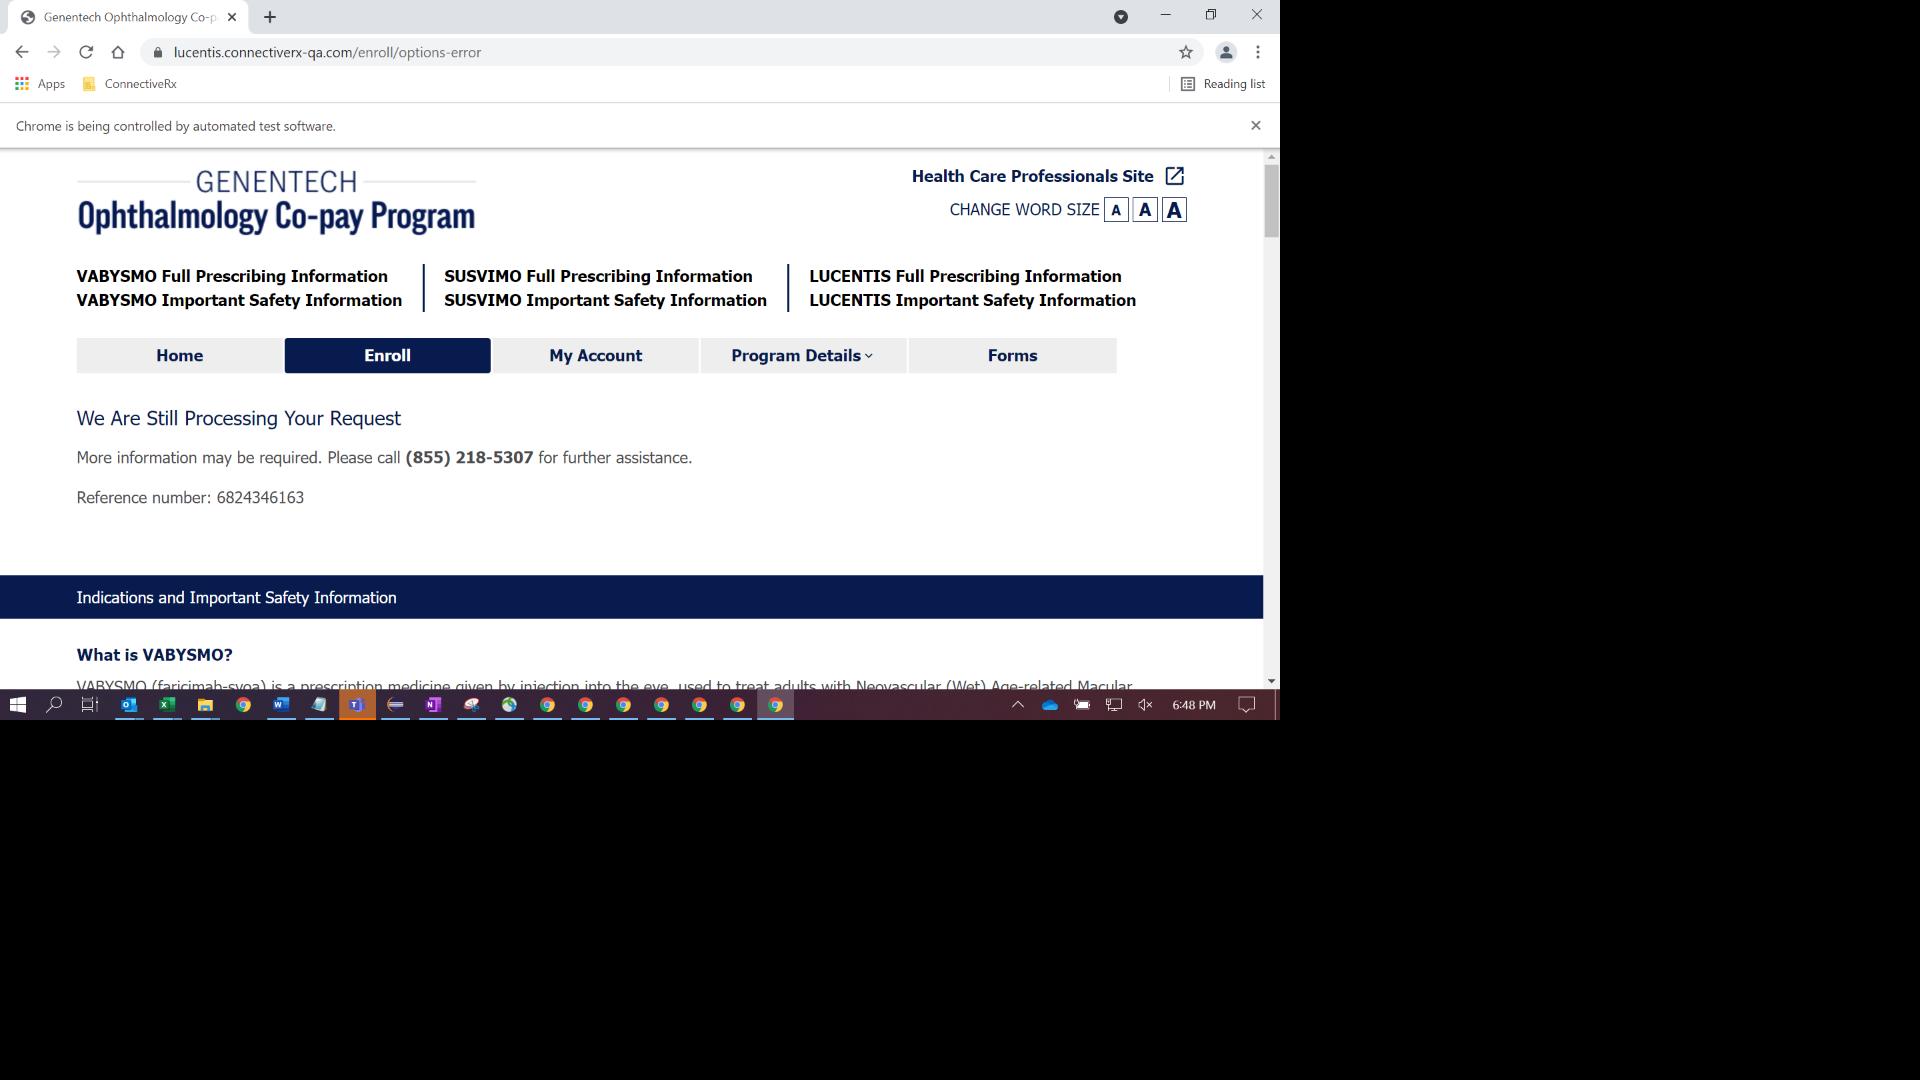 Genentech Ophthalmology Co-p
lucentis.connectiverx-qa.com/enroll/options-error
Apps
ConnectiveRx
Reading list
Chrome is being controlled by automated test software.
GENENTECH
Ophthalmology Co-pay Program
Health Care Professionals Site
CHANGE WORD SIZE A A A
VABYSMO Full Prescribing Information
VABYSMO Important Safety Information
SUSVIMO Full Prescribing Information
SUSVIMO Important Safety Information
LUCENTIS Full Prescribing Information
LUCENTIS Important Safety Information
Home
Enroll
My Account
Program Details
Forms
We Are Still Processing Your Request
More information may be required. Please call (855) 218-5307 for further assistance.
Reference number: 6824346163
Indications and Important Safety Information
What is VABYSMO?
VABYSMO (faricimab-svoa) is a prescription medicine given by injection into the eye, used to treat adults with Neovascular (Wet) Age-related Macular
6:48 PM